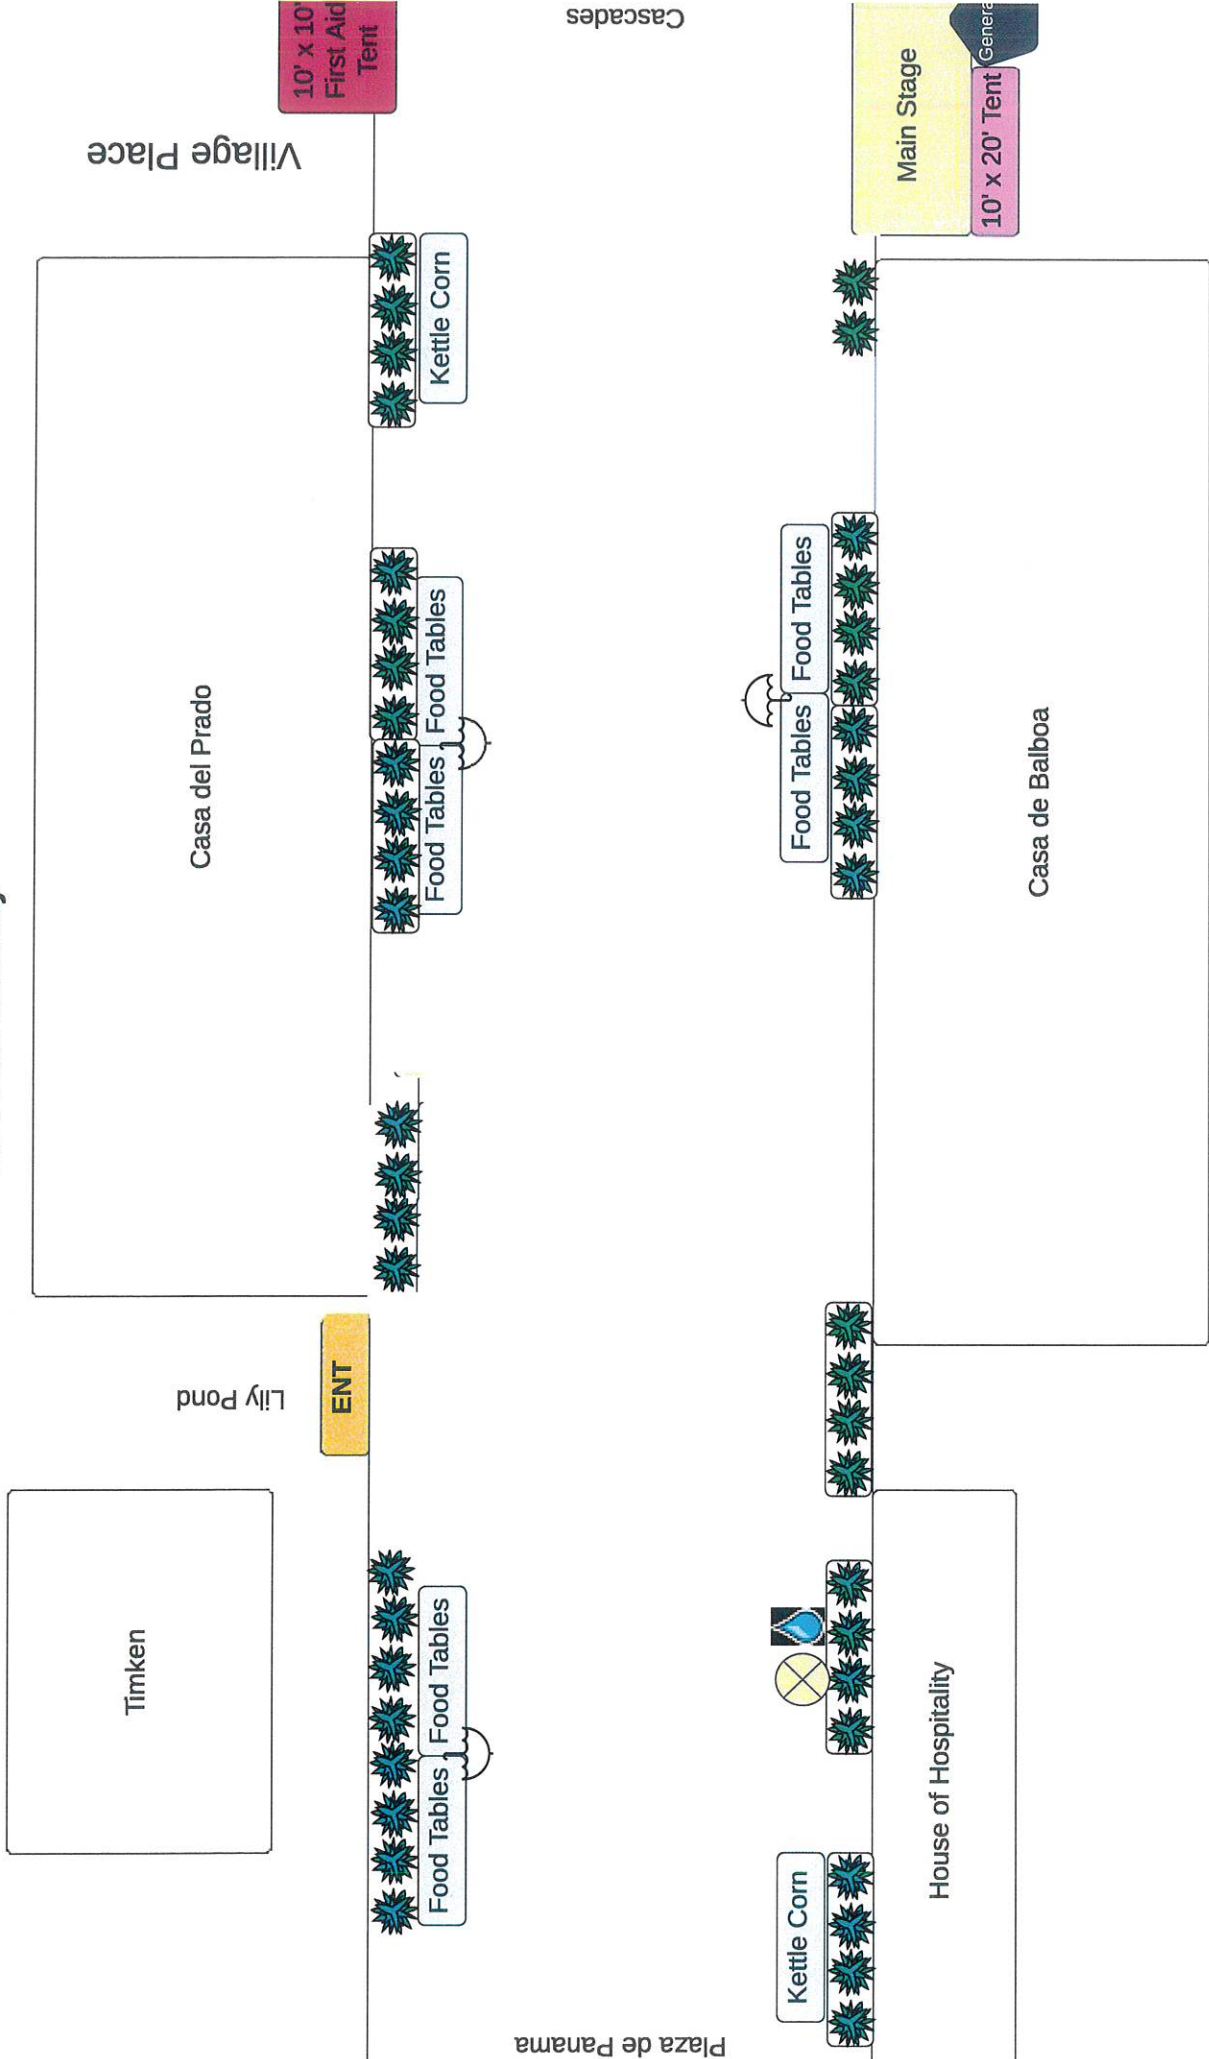 Timken
Lily Pond
ENT
Casa del Prado
Village Place
10' x 10'
First Aid
Tent
Food Tables
Food Tables
Food Tables
Food Tables
Kettle Corn
Plaza de Panama
Cascades
Kettle Corn
Food Tables
Food Tables
Main Stage
10' x 20' Tent
House of Hospitality
Casa de Balboa